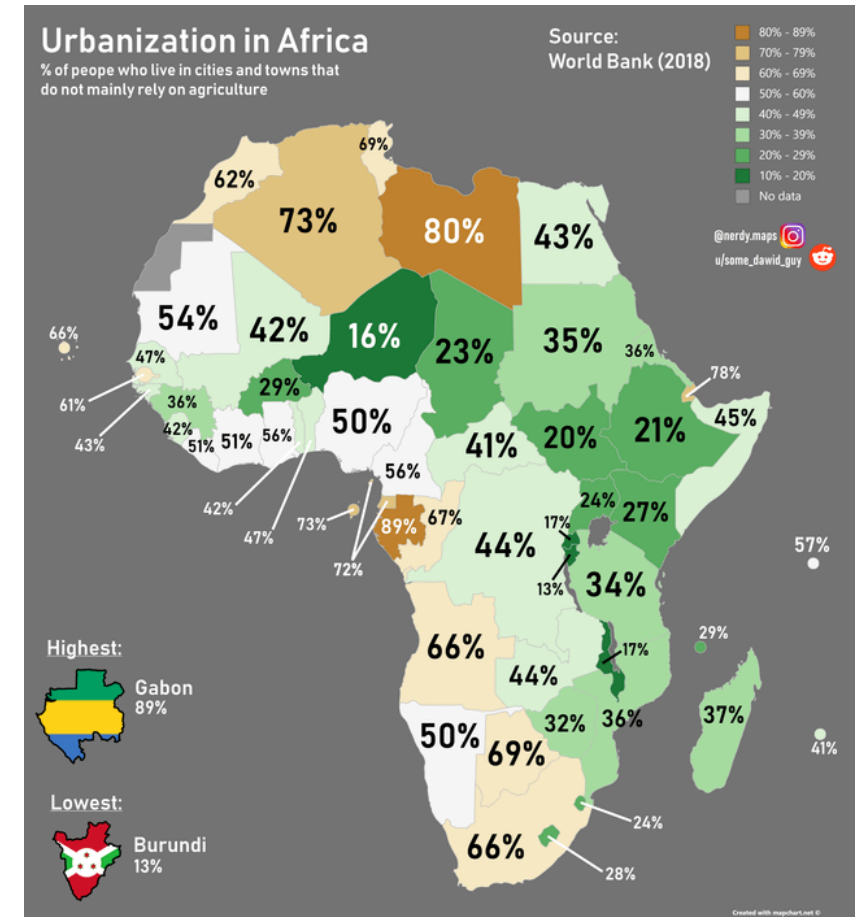 Urbanization in Africa
% of peope who live in cities and towns that
do not mainly rely on agriculture
Source:
World Bank (2018)
80% - 89%
70% - 79%
60% - 69%
50% - 60%
40% - 49%
30% - 39%
20% - 29%
10% - 20%
No data
@nerdy.maps
u/some_dawid_guy
69%
62%
73%
80%
43%
54%
42%
16%
23%
35%
36%
66%
47%
78%
61%
36%
29%
50%
45%
43%
42%
51%
51%
56%
41%
20%
21%
56%
42%
47%
73%
72%
89%
67%
44%
24%
27%
17%
13%
34%
57%
66%
44%
17%
29%
50%
69%
32%
36%
37%
41%
66%
24%
28%
Highest:
Gabon
89%
Lowest:
Burundi
13%
Created with mapchart.net ©